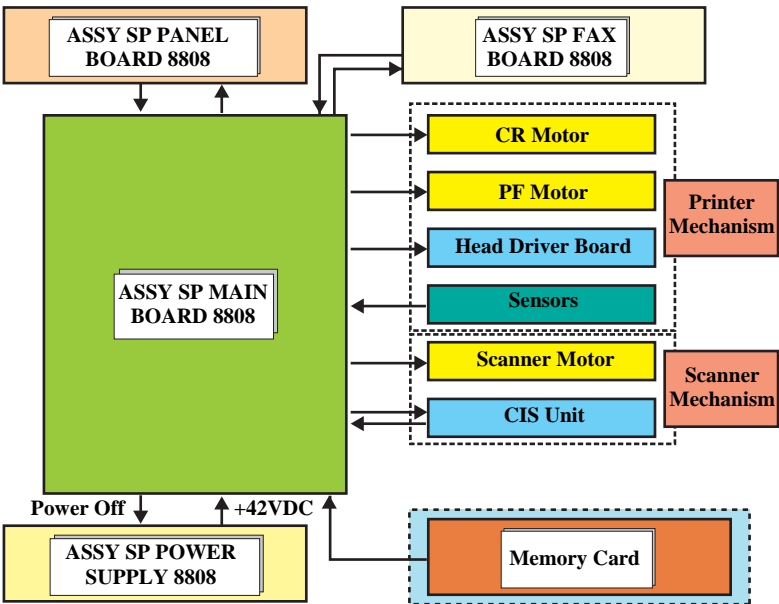 ASSY SP PANEL
BOARD 8808
ASSY SP FAX
BOARD 8808
CR Motor
PF Motor
Printer
Mechanism
Head Driver Board
ASSY SP MAIN
BOARD 8808
Sensors
Scanner Motor
Scanner
Mechanism
CIS Unit
Power Off
+42VDC
ASSY SP POWER
SUPPLY 8808
Memory Card